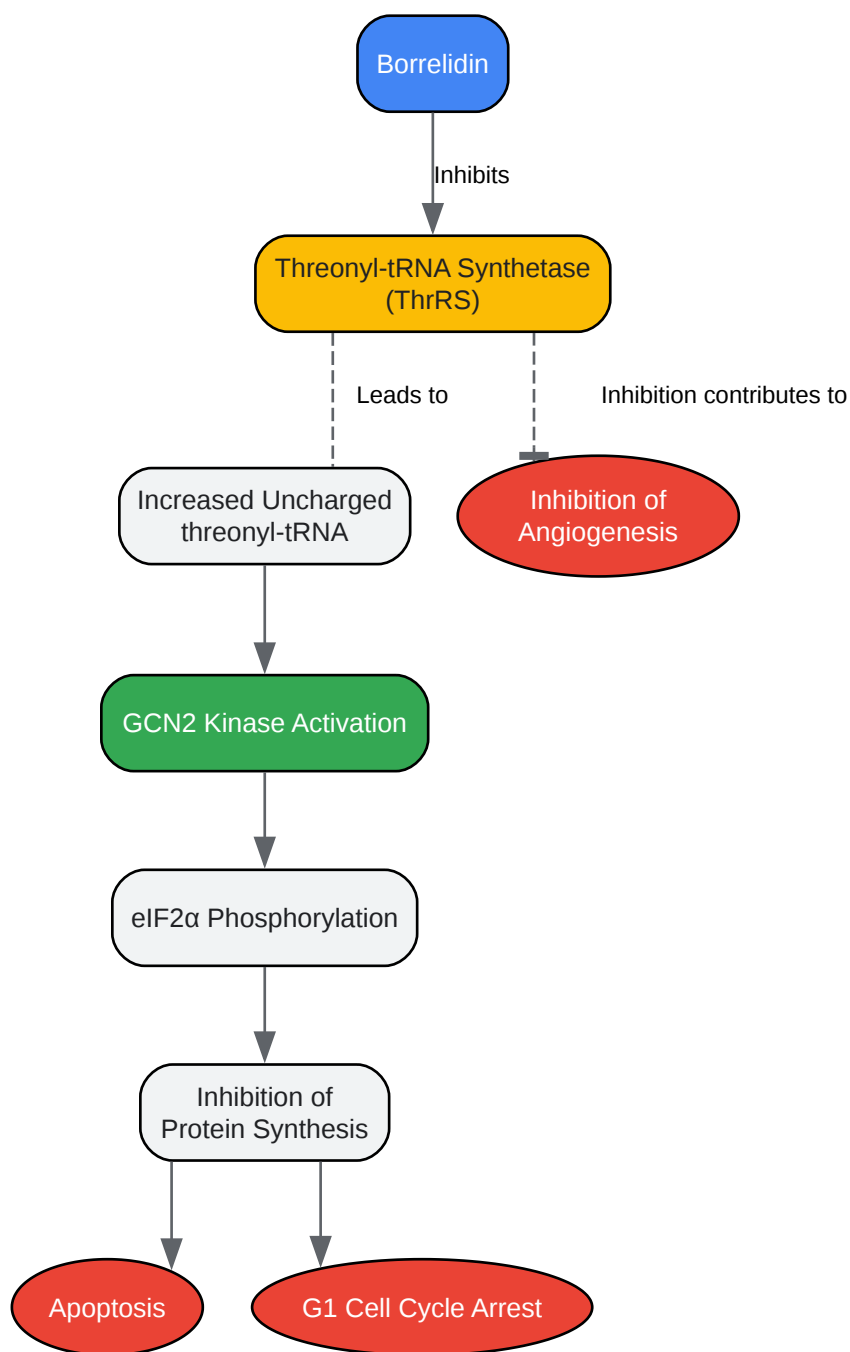 Borrelidin
Inhibits
Threonyl-tRNA Synthetase
(ThrRS)
Leads to
Inhibition contributes to
Increased Uncharged
threonyl-tRNA
Inhibition of
Angiogenesis
GCN2 Kinase Activation
eIF2α Phosphorylation
Inhibition of
Protein Synthesis
Apoptosis
G1 Cell Cycle Arrest